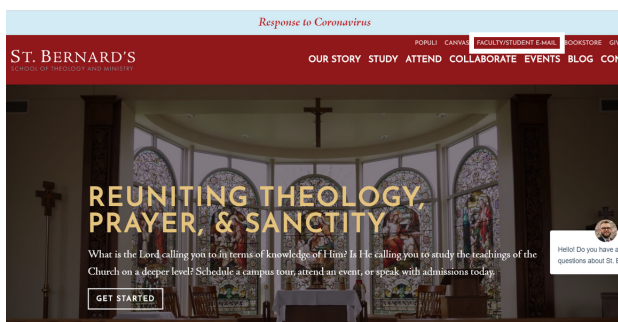 Response to Coronavirus
POPULI CANVAS FACULTY/STUDENT E-MAIL BOOKSTORE
ST. BERNARD'S
SCHOOL OF THEOLOGY AND MINISTRY
OUR STORY STUDY ATTEND COLLABORATE EVENTS BLOG
REUNITING THEOLOGY,
PRAYER, & SANCTITY
What is the Lord calling you to in terms of knowledge of Him? Is He calling you to study the teachings of the
Church on a deeper level? Schedule a campus tour, attend an event, or speak with admissions today.
GET STARTED
Hello! Do you have a
questions about St.